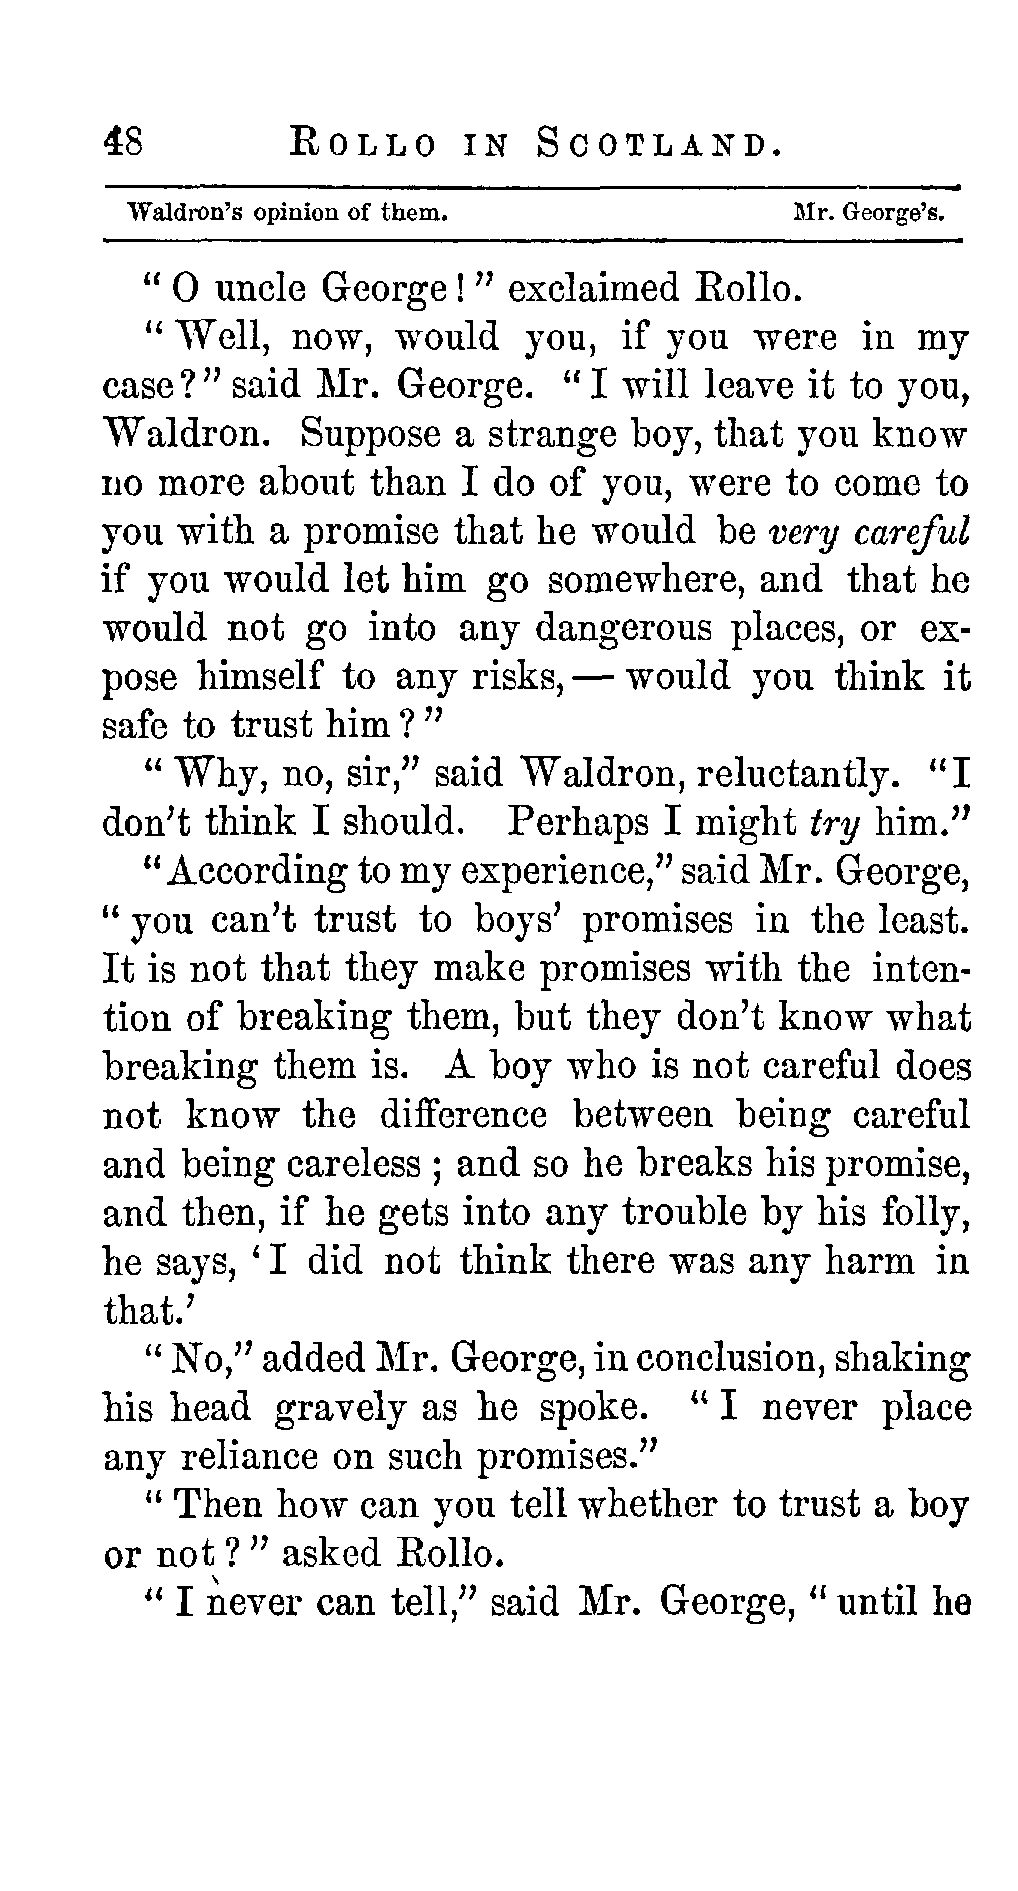 48 ROLLO IN SCOTLAND.
Waldron's opinion of them. Mr. George's.
"O uncle George!" exclaimed Rollo.
"Well, now, would you, if you were in my
case?" said Mr. George. "I will leave it to you,
Waldron. Suppose a strange boy, that you know
no more about than I do of you, were to come to
you with a promise that he would be very careful
if you would let him go somewhere, and that he
would not go into any dangerous places, or ex-
pose himself to any risks,—would you think it
safe to trust him?"
"Why, no, sir," said Waldron, reluctantly. "I
don't think I should. Perhaps I might try him."
"According to my experience," said Mr. George,
"you can't trust to boys' promises in the least.
It is not that they make promises with the inten-
tion of breaking them, but they don't know what
breaking them is. A boy who is not careful does
not know the difference between being careful
and being careless; and so he breaks his promise,
and then, if he gets into any trouble by his folly,
he says, 'I did not think there was any harm in
that.'
"No," added Mr. George, in conclusion, shaking
his head gravely as he spoke. "I never place
any reliance on such promises."
"Then how can you tell whether to trust a boy
or not?" asked Rollo.
"I never can tell," said Mr. George, "until he